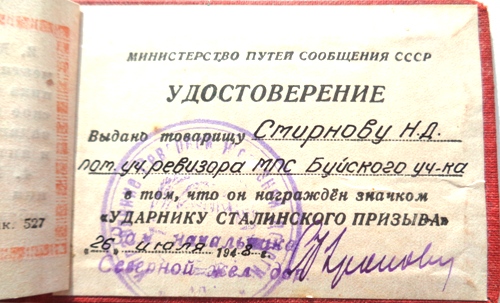 МИНИСТЕРСТВО ПУТЕЙ СООБЩЕНИЯ СССР
УДОСТОВЕРЕНИЕ
Выдано товарищу Смирнову Н.Д.
пом. уч. ревизора МПС Буйского уч-ка
в том, что он награждён значком
«УДАРНИКУ СТАЛИНСКОГО ПРИЗЫВА»
"26" июля 1948 г.
Зам. начальника
Северной жел. дор.
к. 527